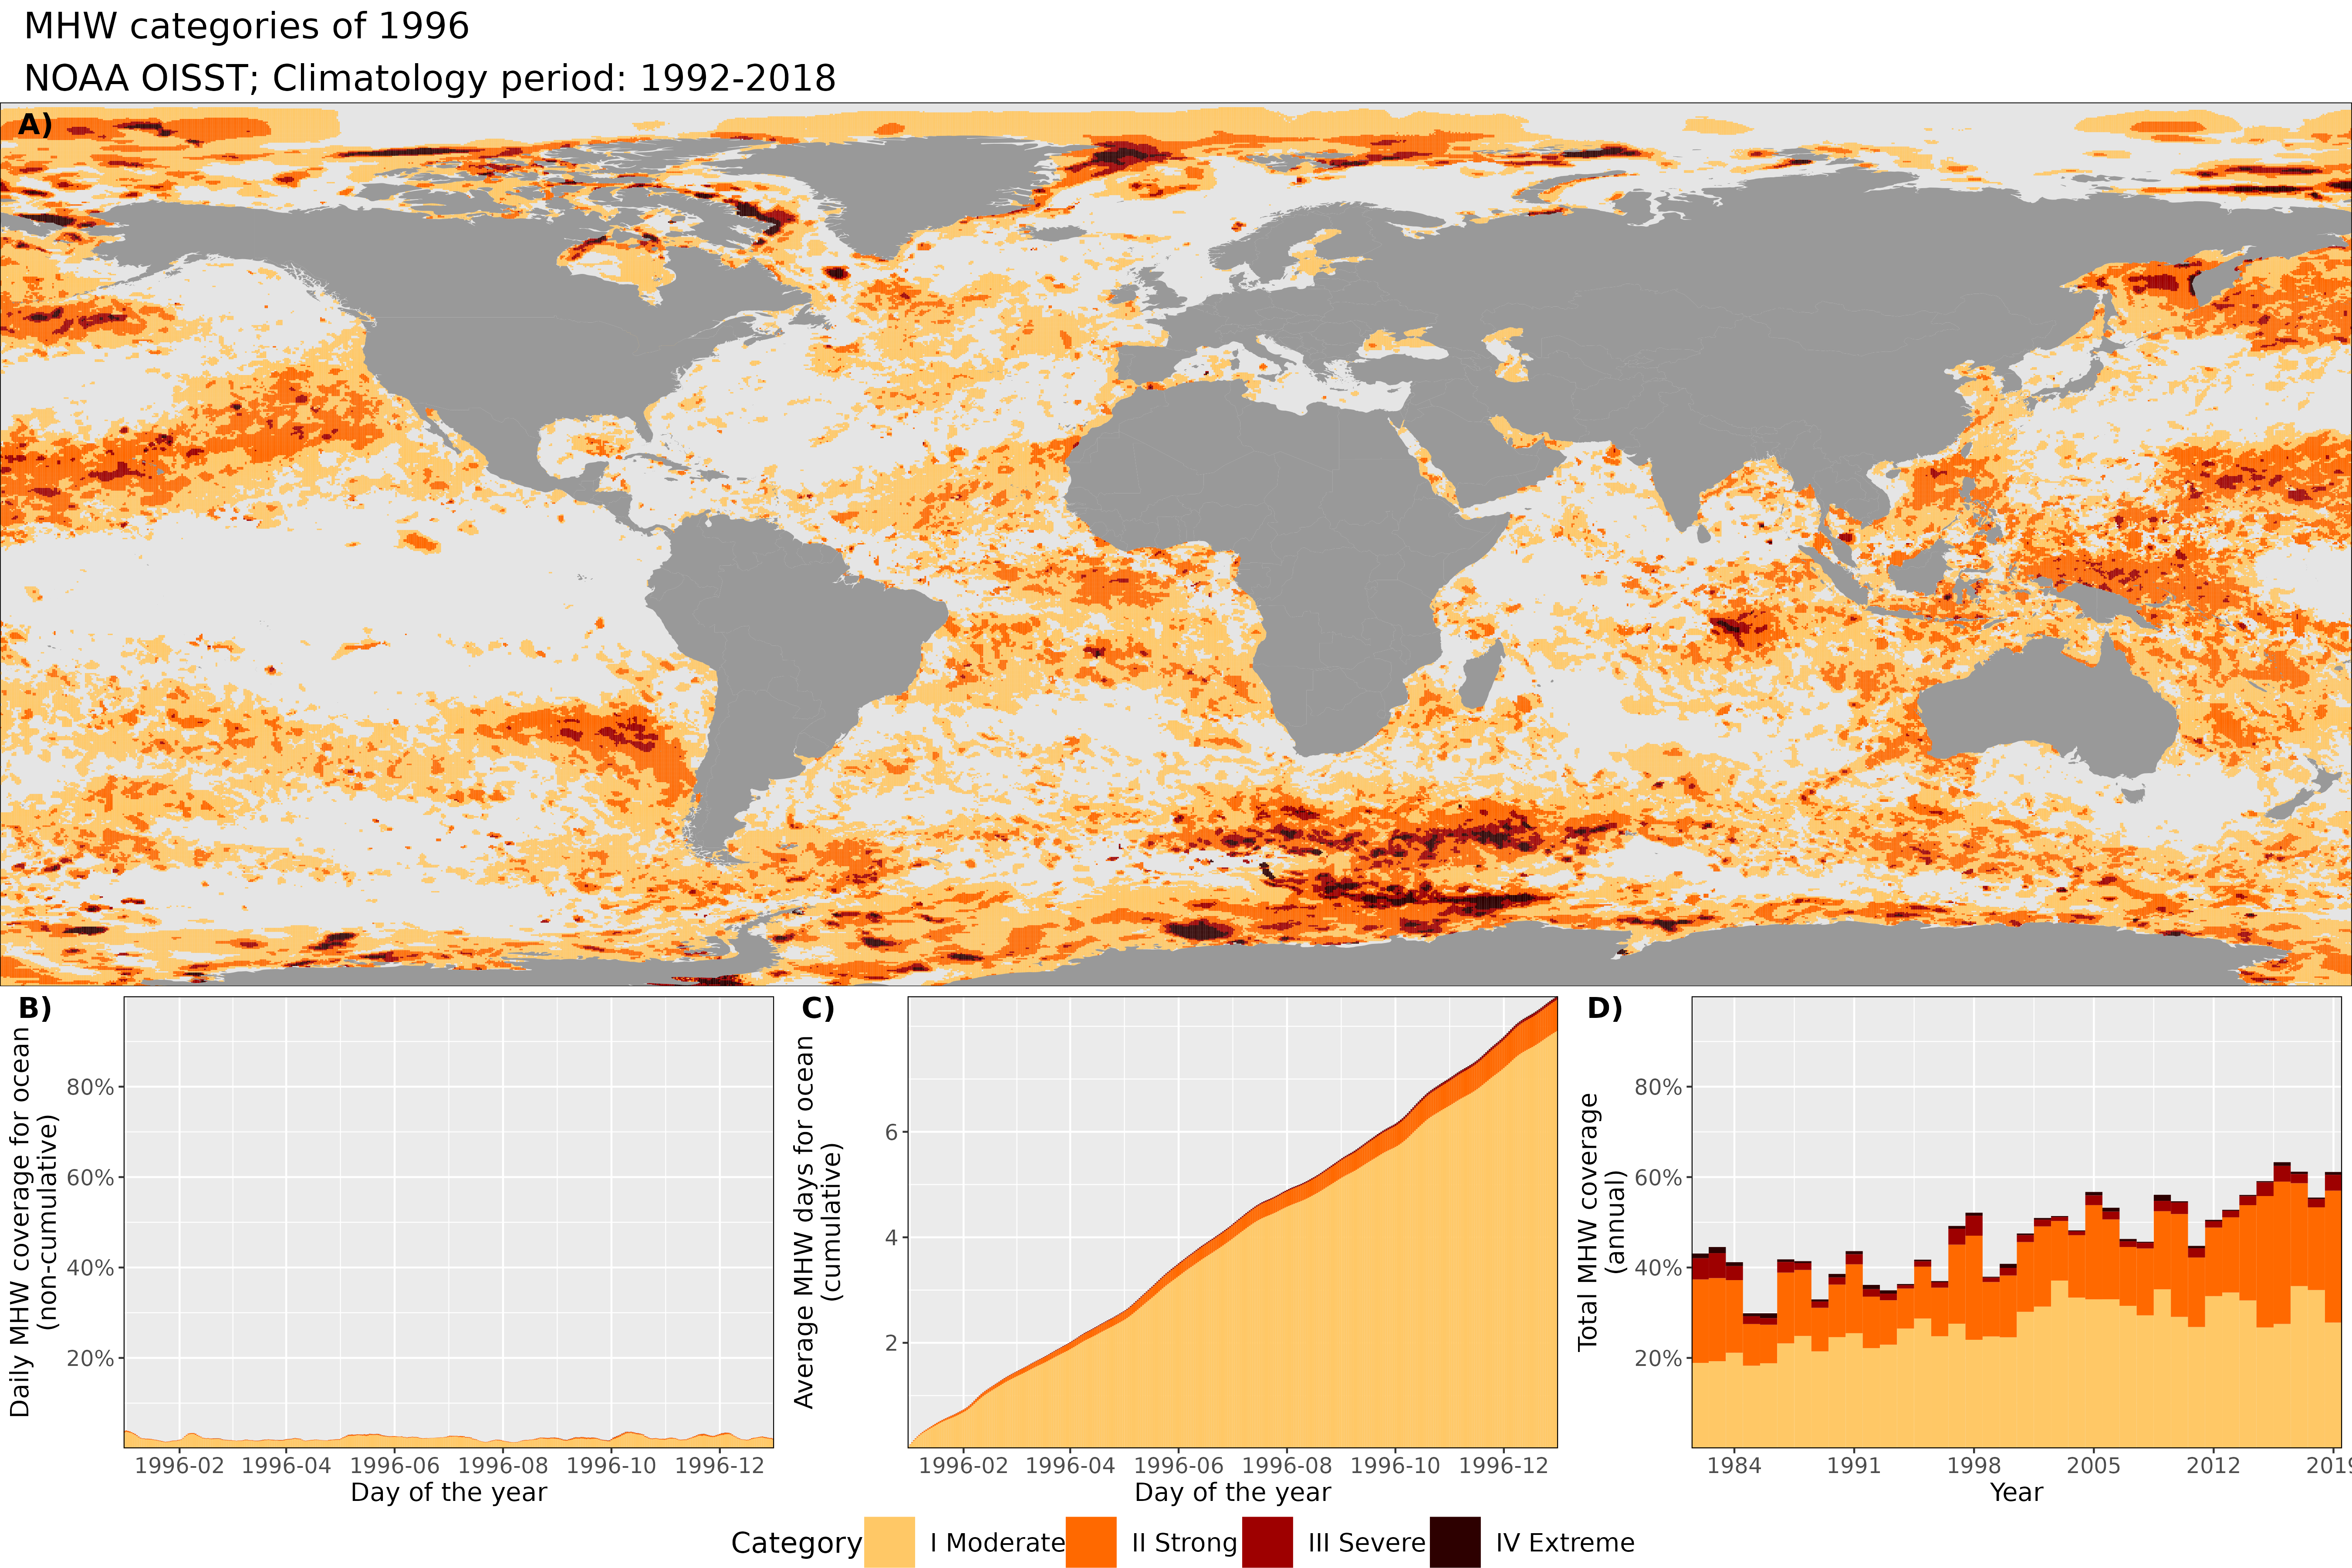 MHW categories of 1996
NOAA OISST; Climatology period: 1992-2018
A)
B)
Daily MHW coverage for ocean
(non-cumulative)
80%
60%
40%
20%
1996-02 1996-04 1996-06 1996-08 1996-10 1996-12
Day of the year
C)
Average MHW days for ocean
(cumulative)
6
4
2
1996-02 1996-04 1996-06 1996-08 1996-10 1996-12
Day of the year
D)
Total MHW coverage
(annual)
80%
60%
40%
20%
1984 1991 1998 2005 2012 2019
Year
Category I Moderate II Strong III Severe IV Extreme